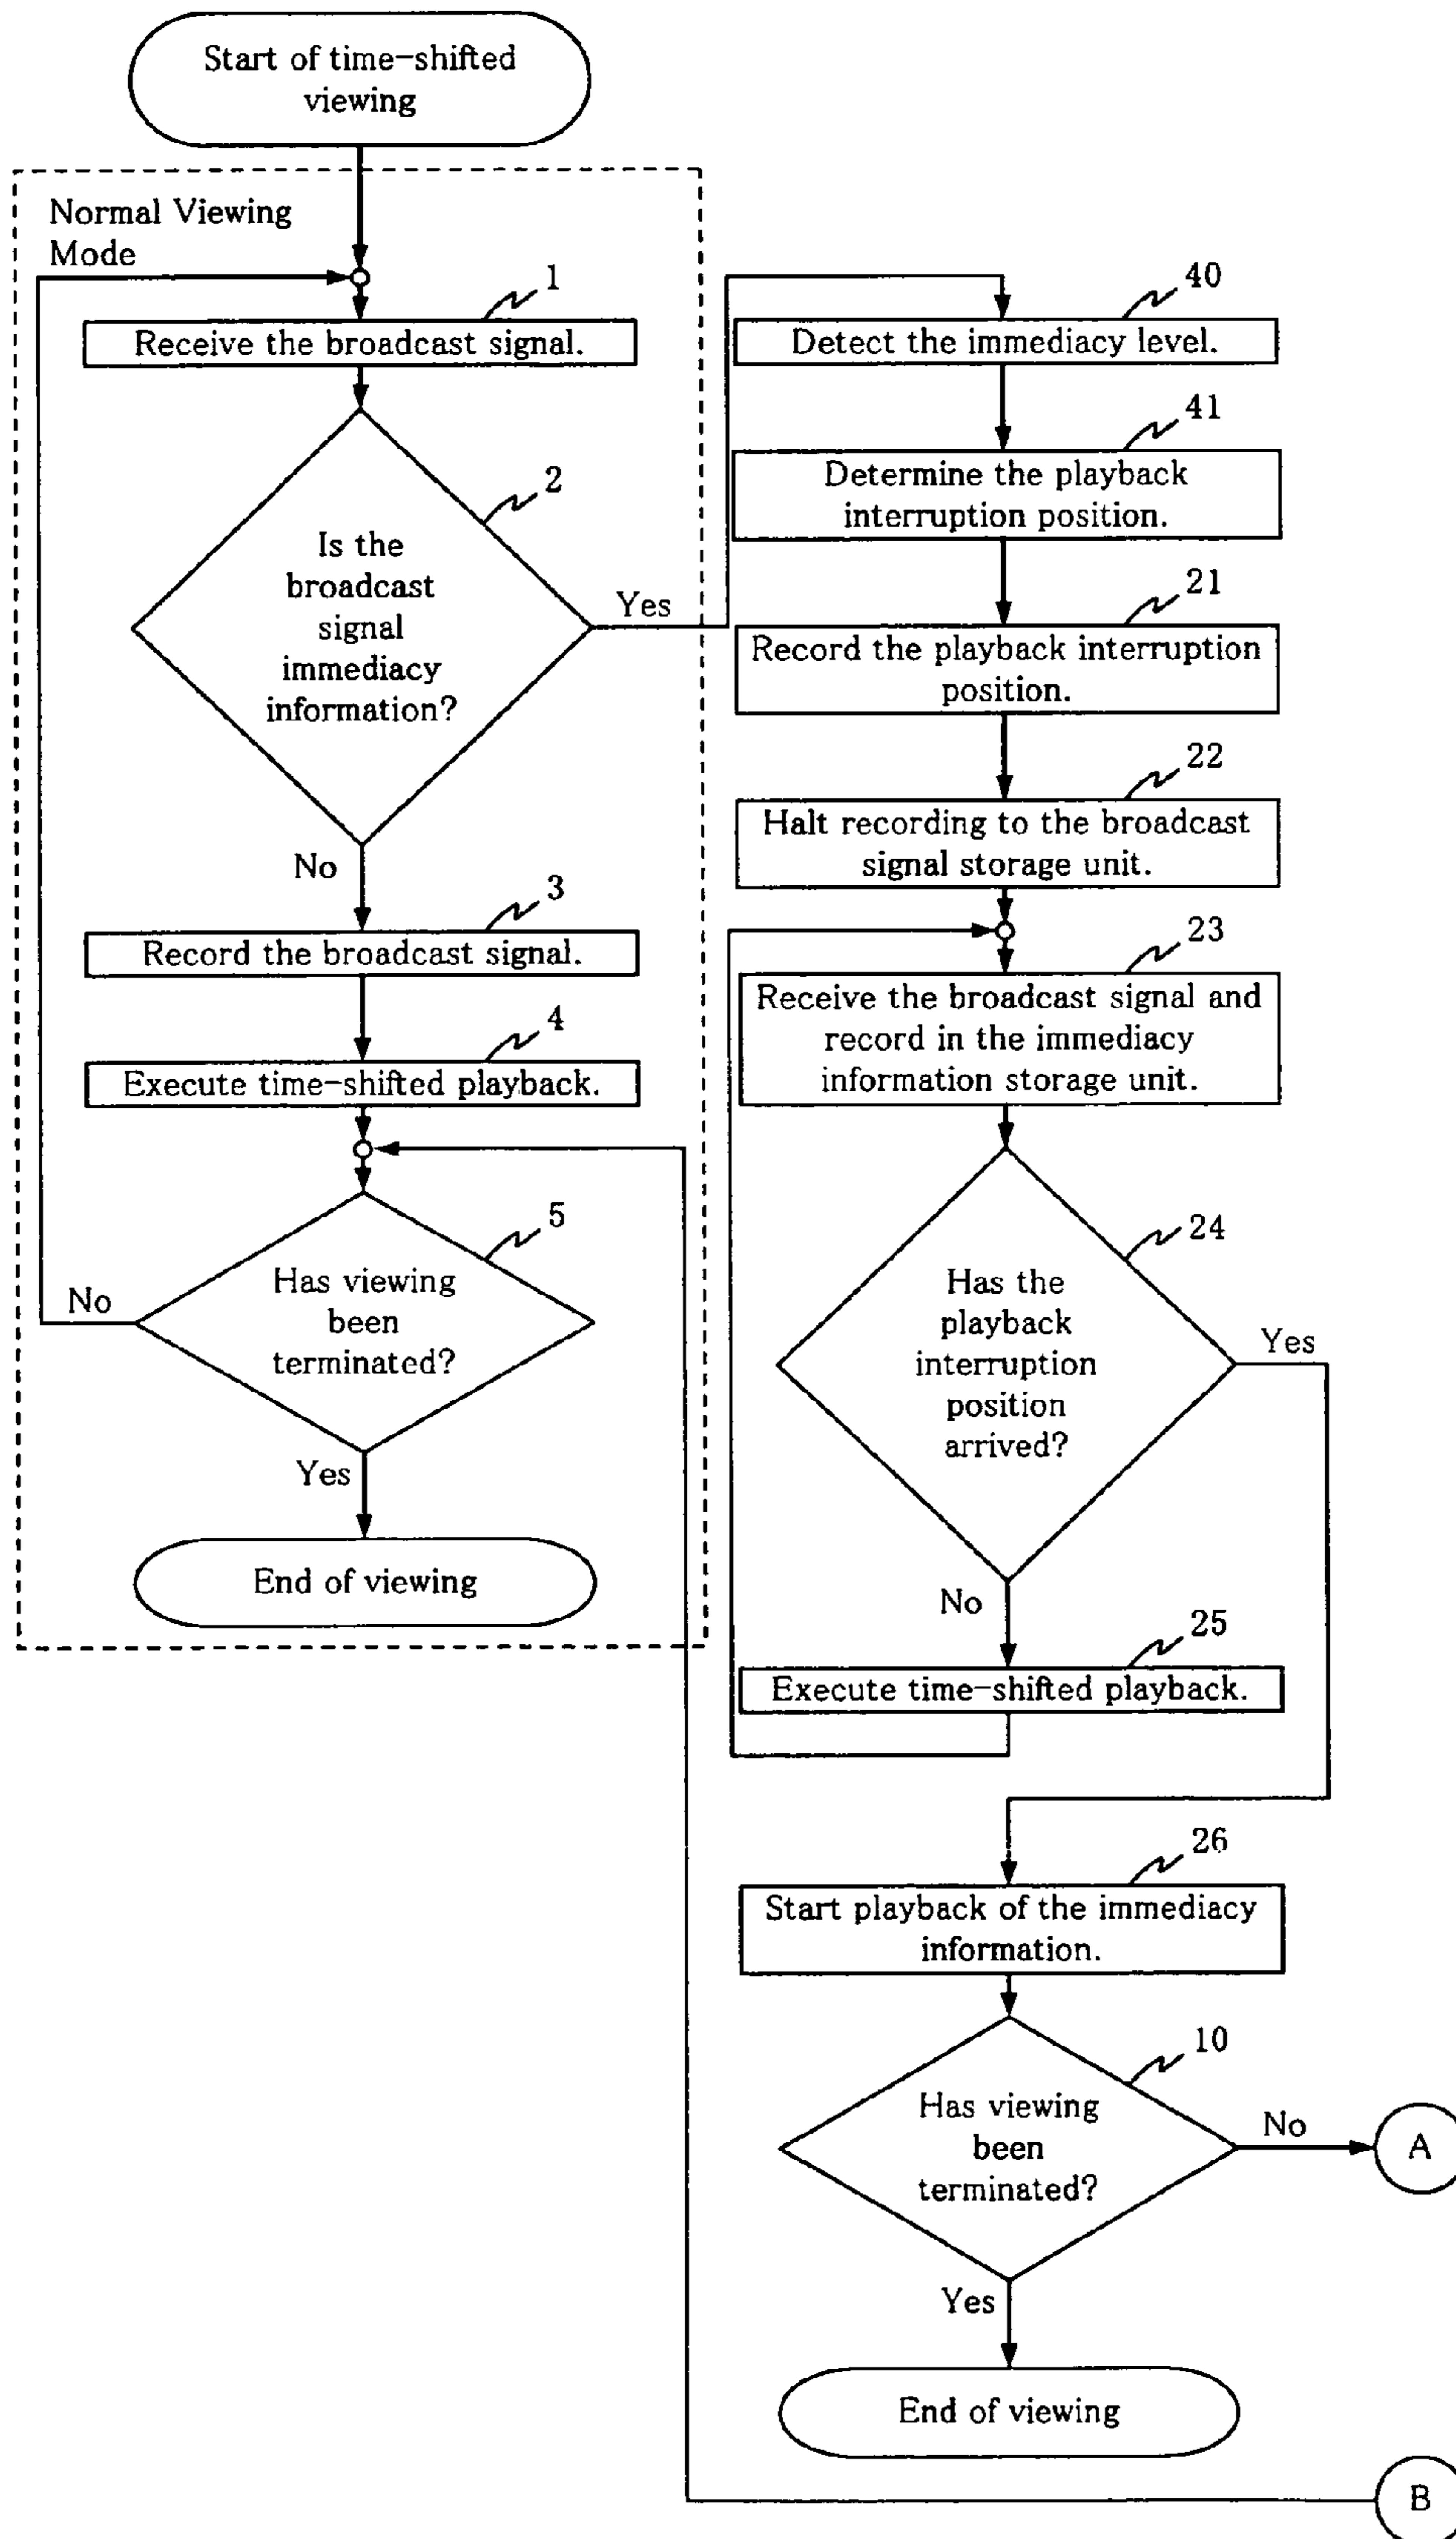 Start of time-shifted
viewing
Normal Viewing
Mode
1
Receive the broadcast signal.
2
Is the
broadcast
signal
immediacy
information?
Yes
No
3
Record the broadcast signal.
4
Execute time-shifted playback.
5
Has viewing
been
terminated?
No
Yes
End of viewing
40
Detect the immediacy level.
41
Determine the playback
interruption position.
21
Record the playback interruption
position.
22
Halt recording to the broadcast
signal storage unit.
23
Receive the broadcast signal and
record in the immediacy
information storage unit.
24
Has the
playback
interruption
position
arrived?
Yes
No
25
Execute time-shifted playback.
26
Start playback of the immediacy
information.
10
Has viewing
been
terminated?
No
A
Yes
End of viewing
B